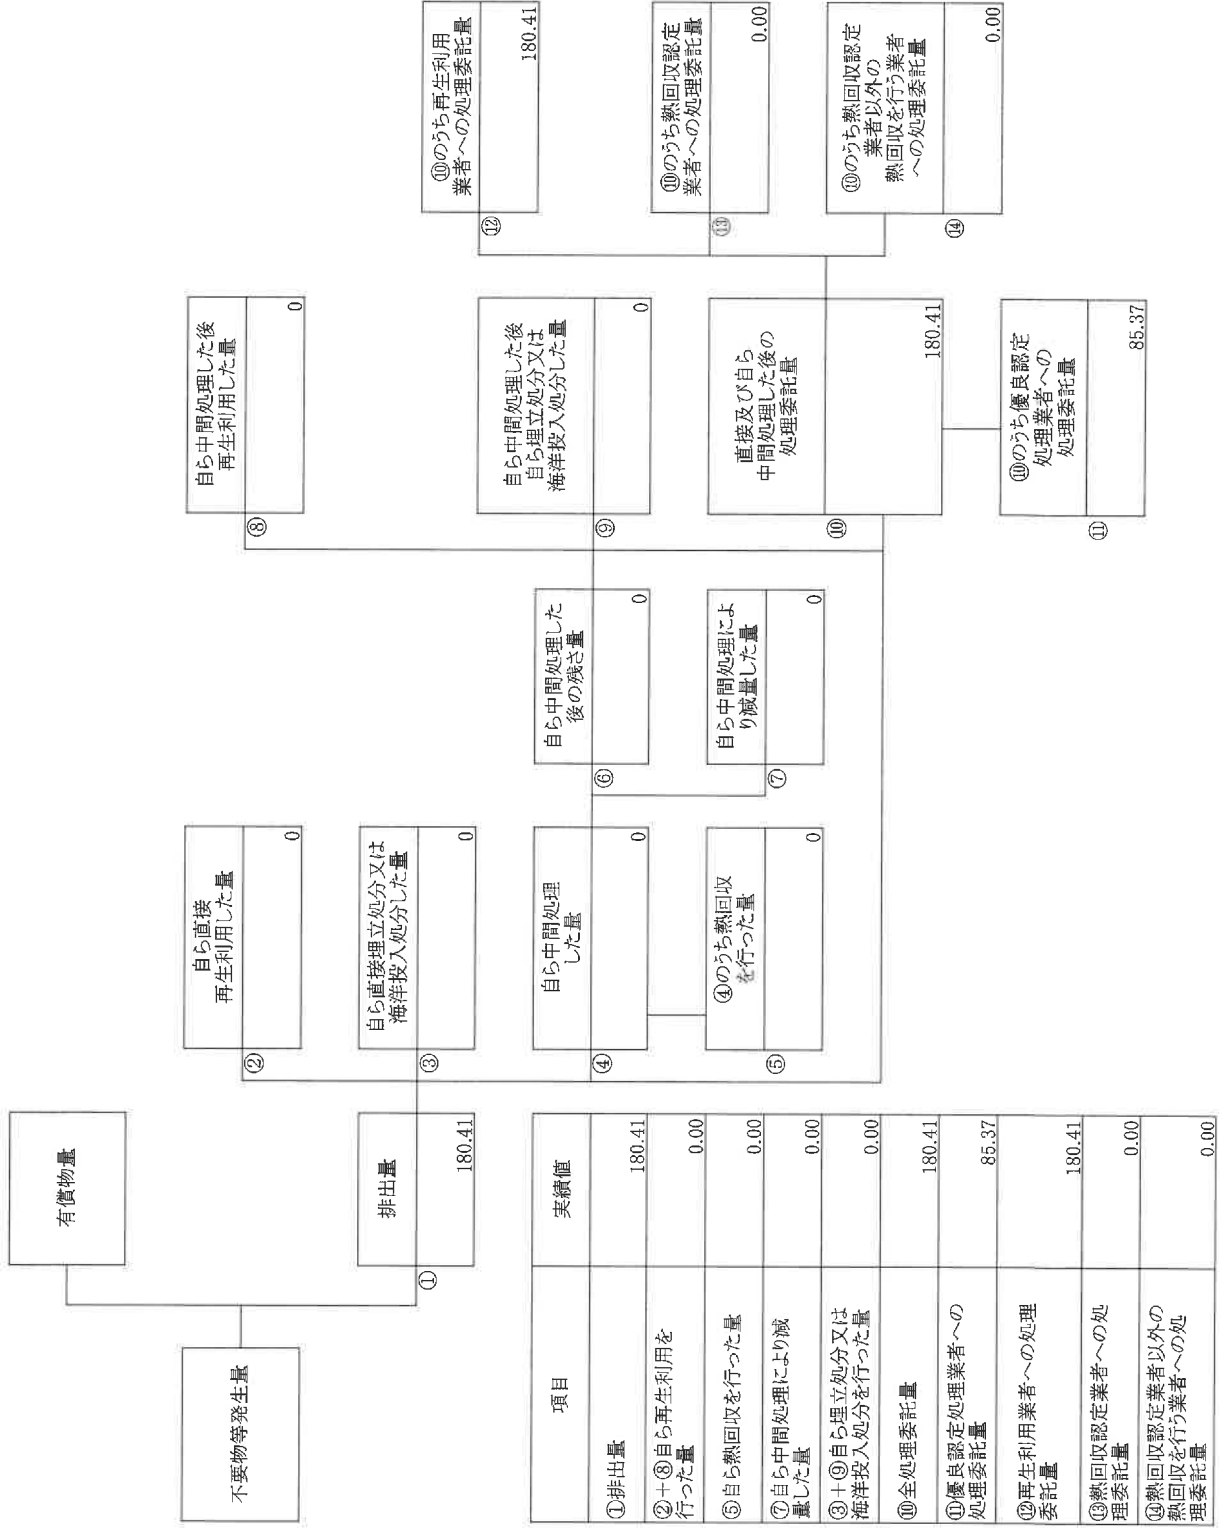 不要物等発生量
有償物量
①
排出量
180.41
②
自ら直接
再生利用した量
0
③
自ら直接埋立処分又は
海洋投入処分した量
0
④
自ら中間処理
した量
0
⑤
④のうち熱回収
を行った量
0
⑥
自ら中間処理した
後の残さ量
0
⑦
自ら中間処理によ
り減量した量
0
⑧
自ら中間処理した後
再生利用した量
0
⑨
自ら中間処理した後
自ら埋立処分又は
海洋投入処分した量
0
⑩
直接及び自ら
中間処理した後の
処理委託量
180.41
⑪
⑩のうち優良認定
処理業者への
処理委託量
85.37
⑫
⑩のうち再生利用
業者への処理委託量
180.41
⑬
⑩のうち熱回収認定
業者への処理委託量
0.00
⑭
⑩のうち熱回収認定
業者以外の
熱回収を行う業者
への処理委託量
0.00
項目 実績値
①排出量 180.41
②+⑧自ら再生利用を
行った量 0.00
⑤自ら熱回収を行った量 0.00
⑦自ら中間処理により減
量した量 0.00
③+⑨自ら埋立処分又は
海洋投入処分を行った量 0.00
⑩全処理委託量 180.41
⑪優良認定処理業者への
処理委託量 85.37
⑫再生利用業者への処理
委託量 180.41
⑬熱回収認定業者への処
理委託量 0.00
⑭熱回収認定業者以外の
熱回収を行う業者への処
理委託量 0.00